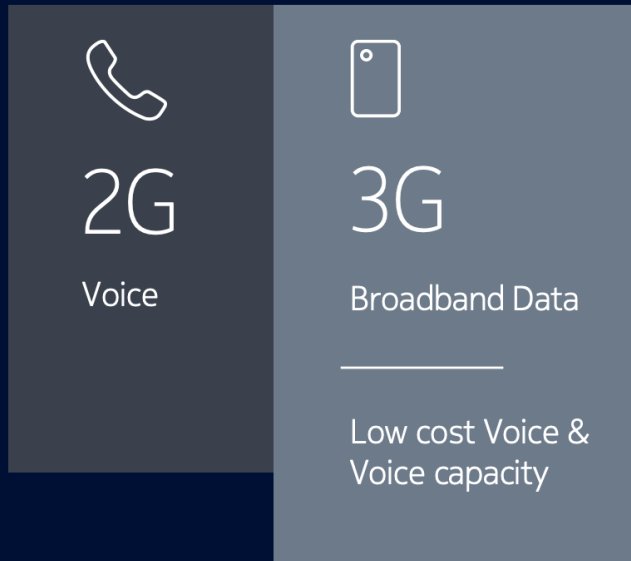 2G
Voice
3G
Broadband Data
Low cost Voice &
Voice capacity